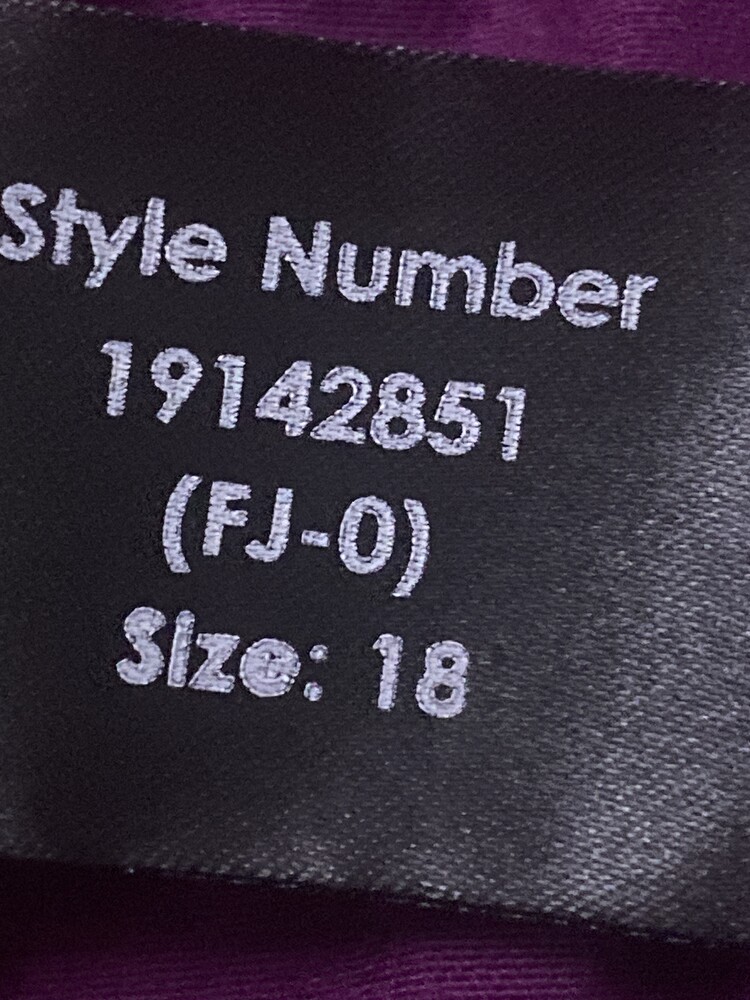 Style Number
19142851
(FJ-0)
Size: 18